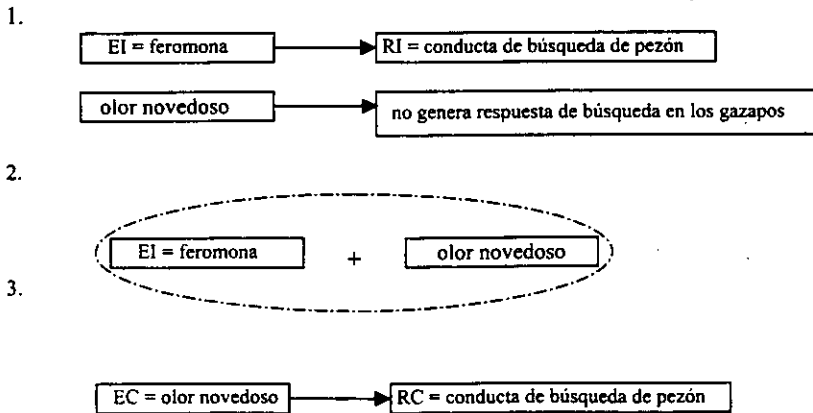 1.
EI = feromona
RI = conducta de búsqueda de pezón
olor novedoso
no genera respuesta de búsqueda en los gazapos
2.
EI = feromona + olor novedoso
3.
EC = olor novedoso
RC = conducta de búsqueda de pezón